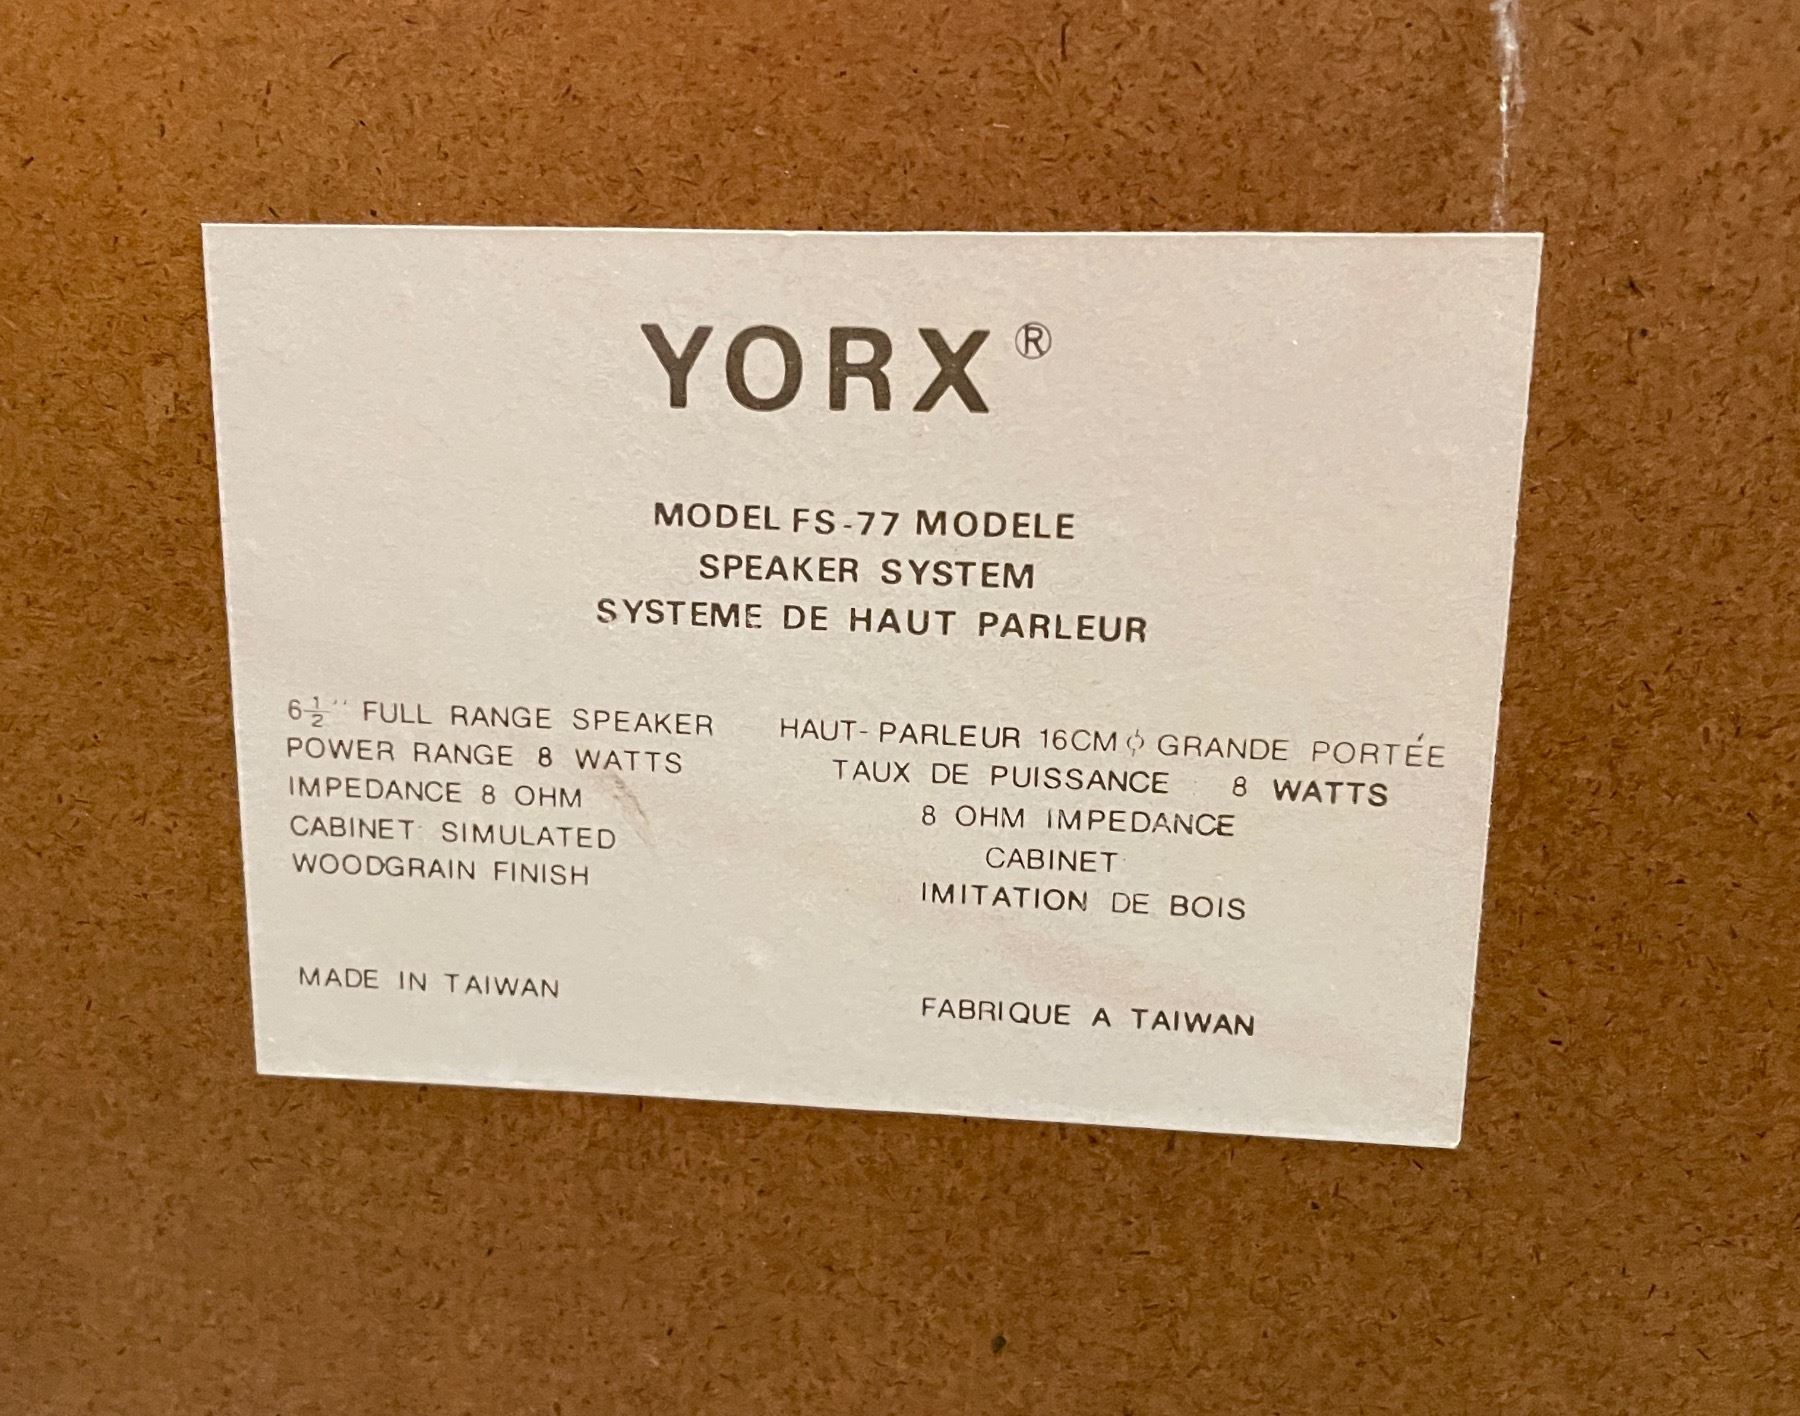 YORX®
MODEL FS-77 MODELE
SPEAKER SYSTEM
SYSTEME DE HAUT PARLEUR
6½" FULL RANGE SPEAKER
POWER RANGE 8 WATTS
IMPEDANCE 8 OHM
CABINET: SIMULATED
WOODGRAIN FINISH
MADE IN TAIWAN
HAUT-PARLEUR 16CM ϕ GRANDE PORTÉE
TAUX DE PUISSANCE : 8 WATTS
8 OHM IMPEDANCE
CABINET:
IMITATION DE BOIS
FABRIQUE A TAIWAN